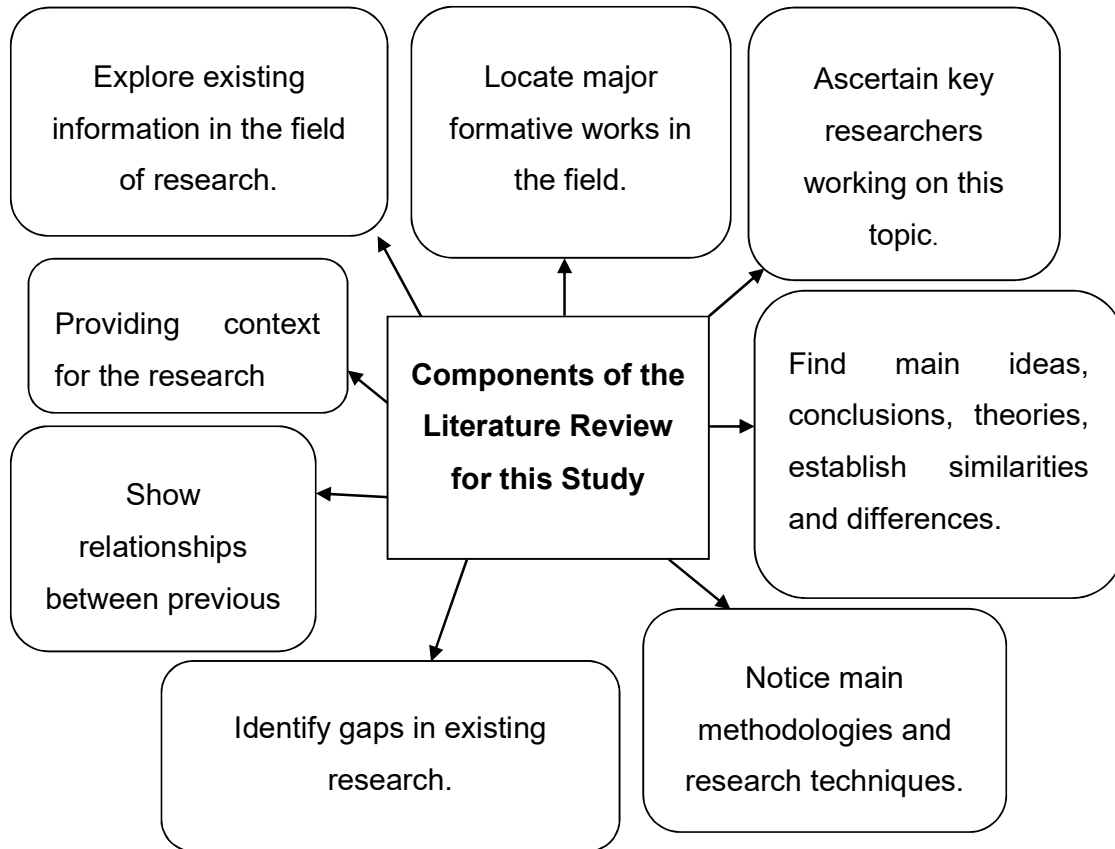 Explore existing
information in the field
of research.
Locate major
formative works in
the field.
Ascertain key
researchers
working on this
topic.
Providing context
for the research
Components of the
Literature Review
for this Study
Find main ideas,
conclusions, theories,
establish similarities
and differences.
Show
relationships
between previous
Identify gaps in existing
research.
Notice main
methodologies and
research techniques.